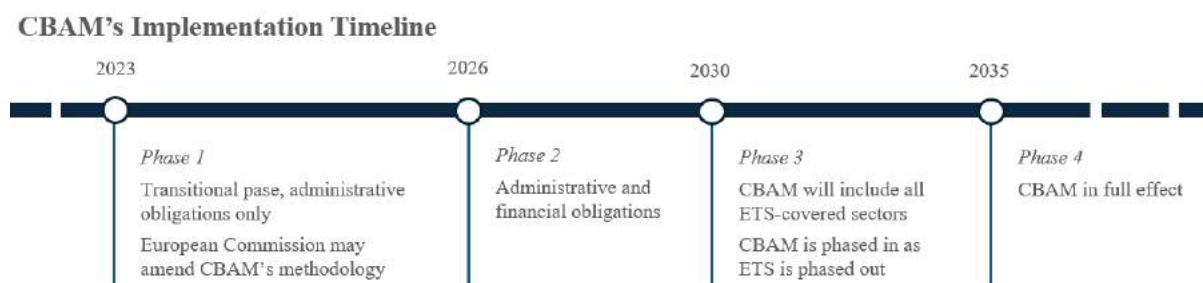 CBAM's Implementation Timeline
2023
2026
2030
2035
Phase 1
Transitional pase, administrative
obligations only
European Commission may
amend CBAM's methodology
Phase 2
Administrative and
financial obligations
Phase 3
CBAM will include all
ETS-covered sectors
CBAM is phased in as
ETS is phased out
Phase 4
CBAM in full effect